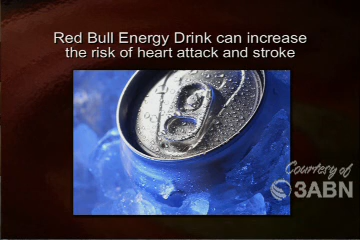 Red Bull Energy Drink can increase
the risk of heart attack and stroke
Courtesy of
3ABN